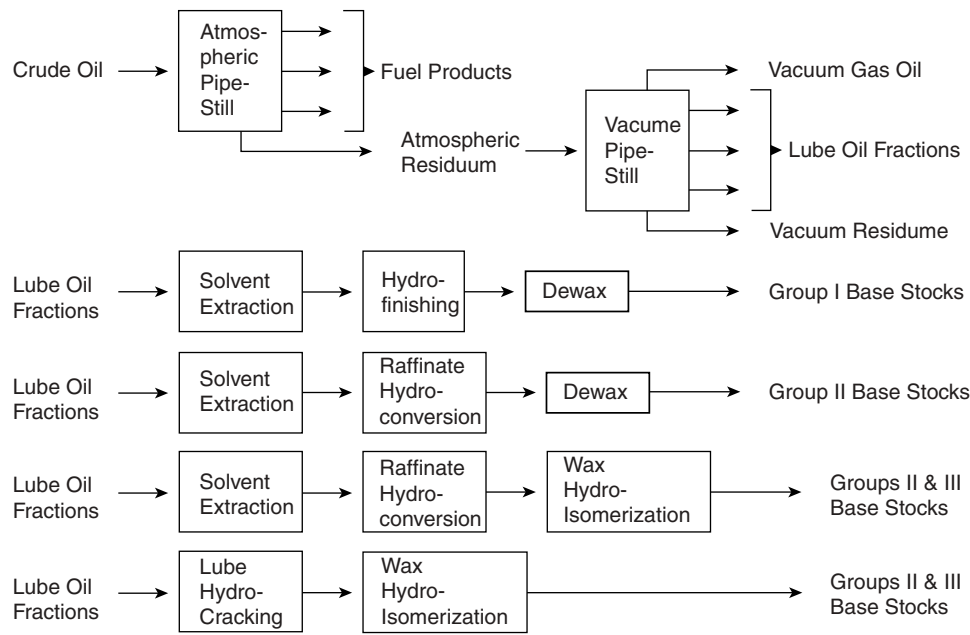 Crude Oil
Atmos-
pheric
Pipe-
Still
Fuel Products
Atmospheric
Residuum
Vacume
Pipe-
Still
Vacuum Gas Oil
Lube Oil Fractions
Vacuum Residume
Lube Oil
Fractions
Solvent
Extraction
Hydro-
finishing
Dewax
Group I Base Stocks
Lube Oil
Fractions
Solvent
Extraction
Raffinate
Hydro-
conversion
Dewax
Group II Base Stocks
Lube Oil
Fractions
Solvent
Extraction
Raffinate
Hydro-
conversion
Wax
Hydro-
Isomerization
Groups II & III
Base Stocks
Lube Oil
Fractions
Lube
Hydro-
Cracking
Wax
Hydro-
Isomerization
Groups II & III
Base Stocks